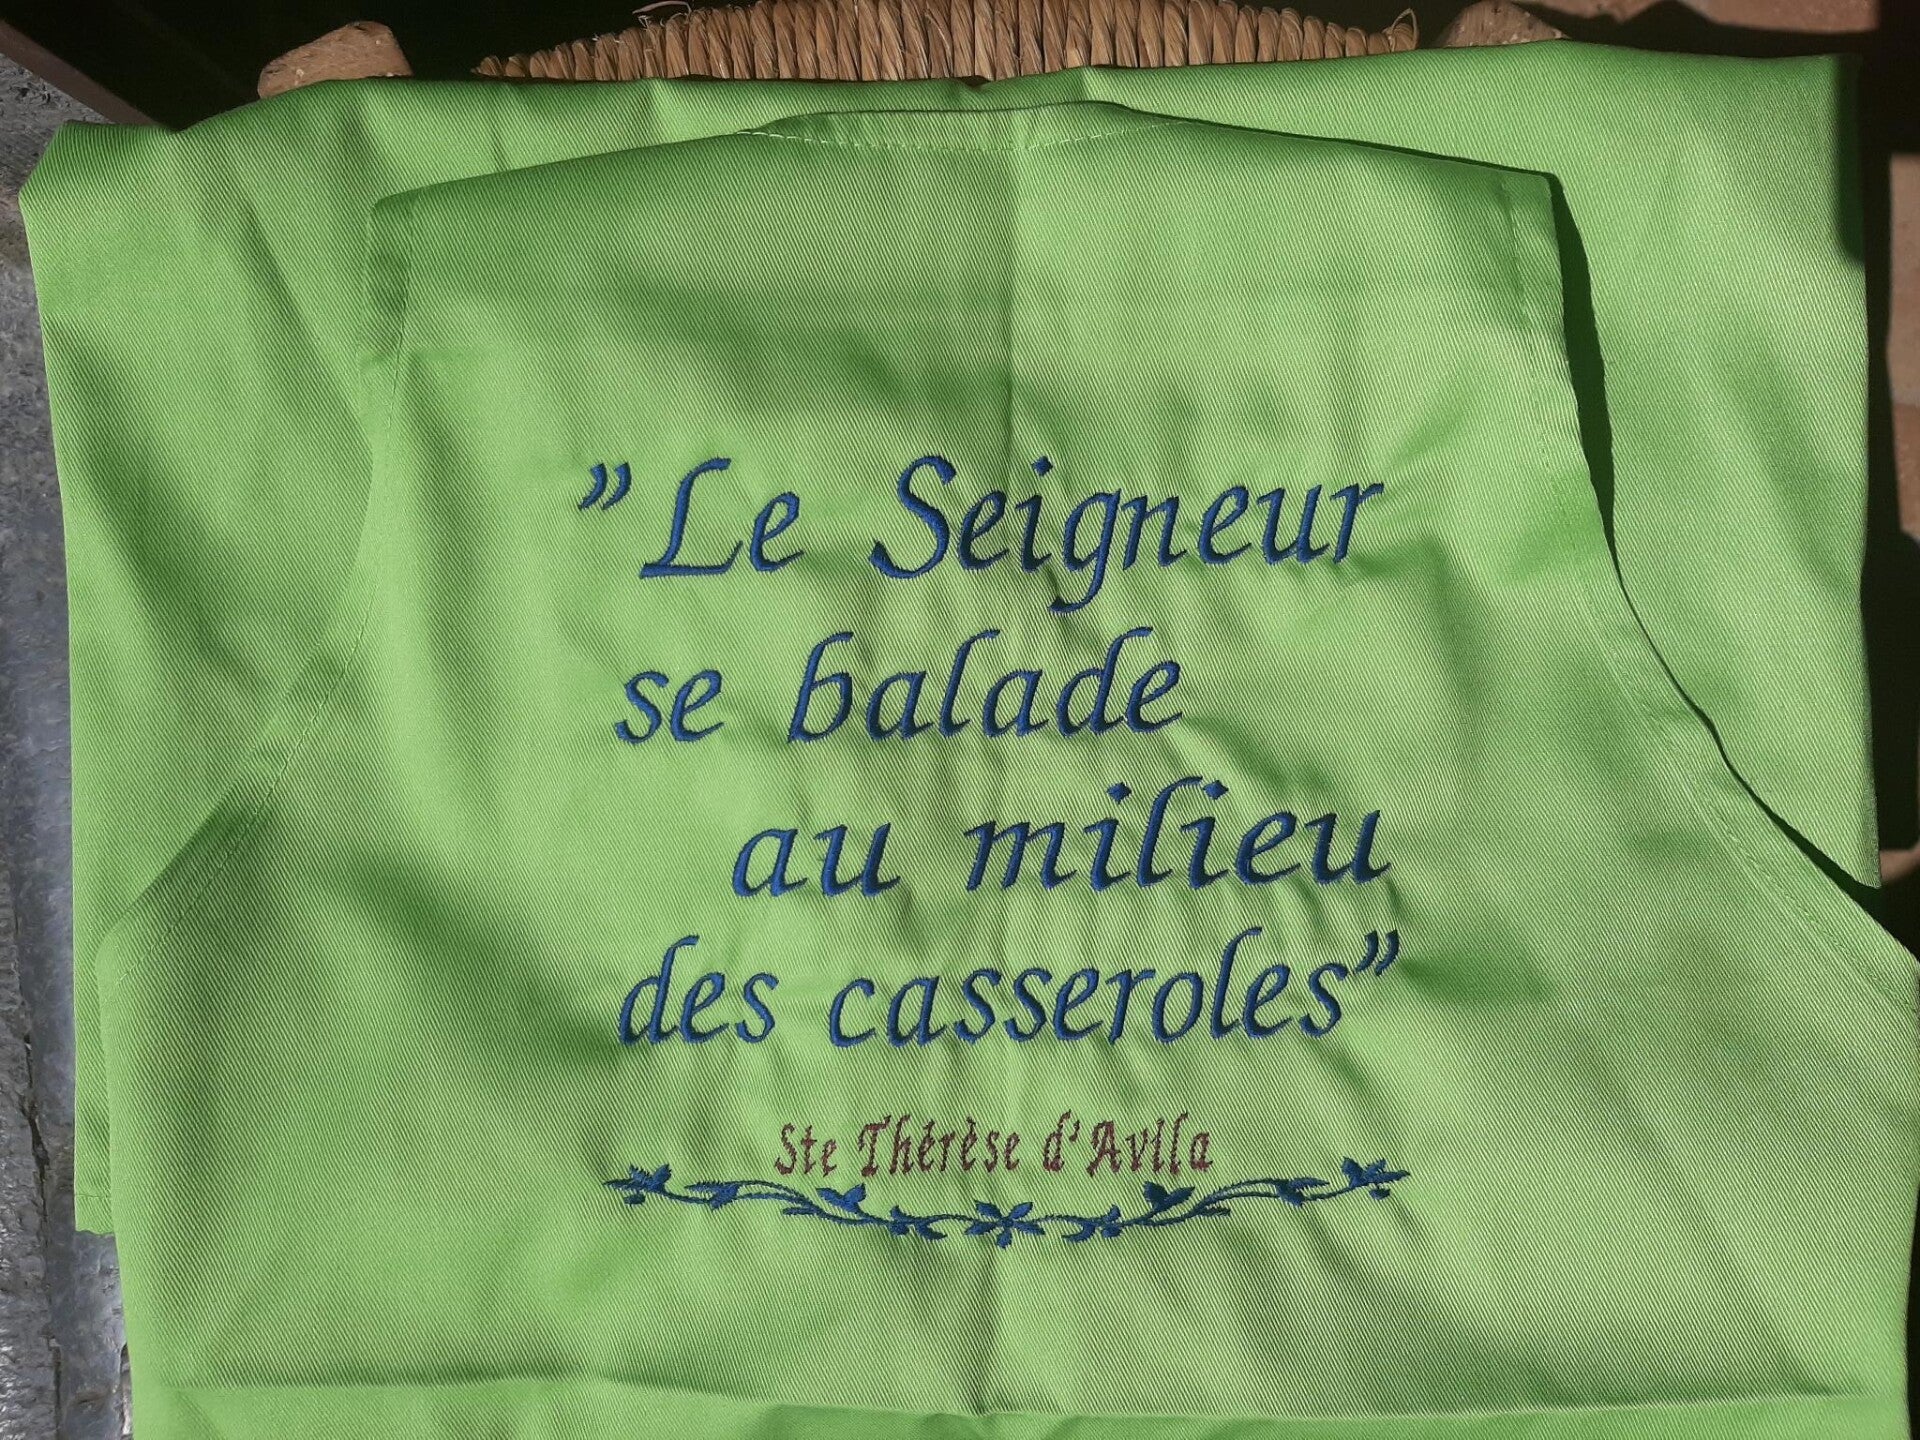 ”Le Seigneur
se balade
au milieu
des casseroles”
Ste Thérèse d'Avila